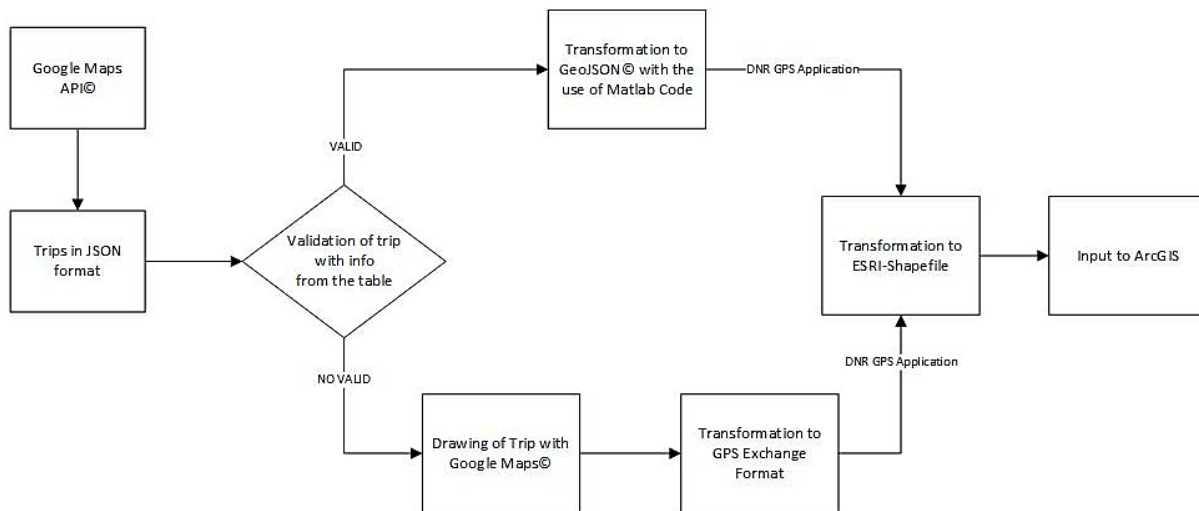 Google Maps
API©
Trips in JSON
format
Validation of trip
with info
from the table
VALID
Transformation to
GeoJSON© with the
use of Matlab Code
DNR GPS Application
NO VALID
Drawing of Trip with
Google Maps©
Transformation to
GPS Exchange
Format
DNR GPS Application
Transformation to
ESRI-Shapefile
Input to ArcGIS